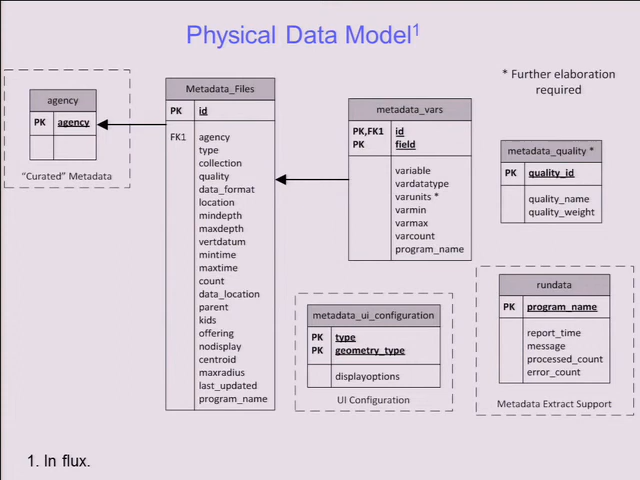 Physical Data Model1
* Further elaboration
required
agency
PK agency
"Curated" Metadata
Metadata_Files
PK id
FK1 agency
type
collection
quality
data_format
location
mindepth
maxdepth
vertdatum
mintime
maxtime
count
data_location
parent
kids
offering
nodisplay
centroid
maxradius
last_updated
program_name
metadata_vars
PK,FK1 id
PK field
variable
vardatatype
varunits *
varmin
varmax
varcount
program_name
metadata_quality *
PK quality_id
quality_name
quality_weight
metadata_ui_configuration
PK type
PK geometry_type
displayoptions
UI Configuration
rundata
PK program_name
report_time
message
processed_count
error_count
Metadata Extract Support
1. In flux.